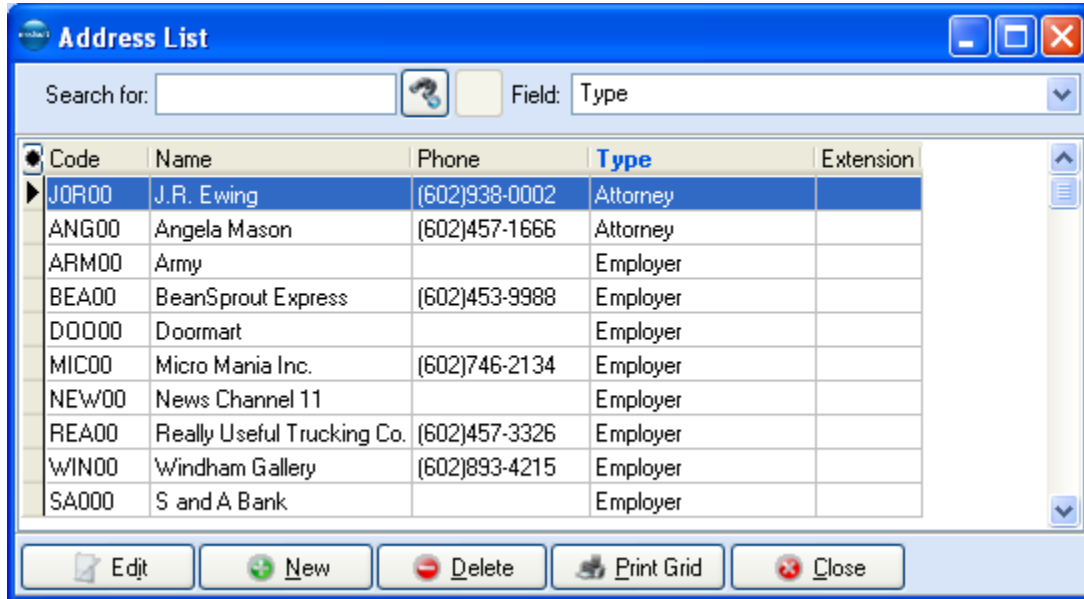 Address List
Search for: Field: Type
Code Name Phone Type Extension
J0R00 J.R. Ewing (602)938-0002 Attorney
ANG00 Angela Mason (602)457-1666 Attorney
ARM00 Army Employer
BEA00 BeanSprout Express (602)453-9988 Employer
DOO00 Doormart Employer
MIC00 Micro Mania Inc. (602)746-2134 Employer
NEW00 News Channel 11 Employer
REA00 Really Useful Trucking Co. (602)457-3326 Employer
WIN00 Windham Gallery (602)893-4215 Employer
SA000 S and A Bank Employer
Edit New Delete Print Grid Close